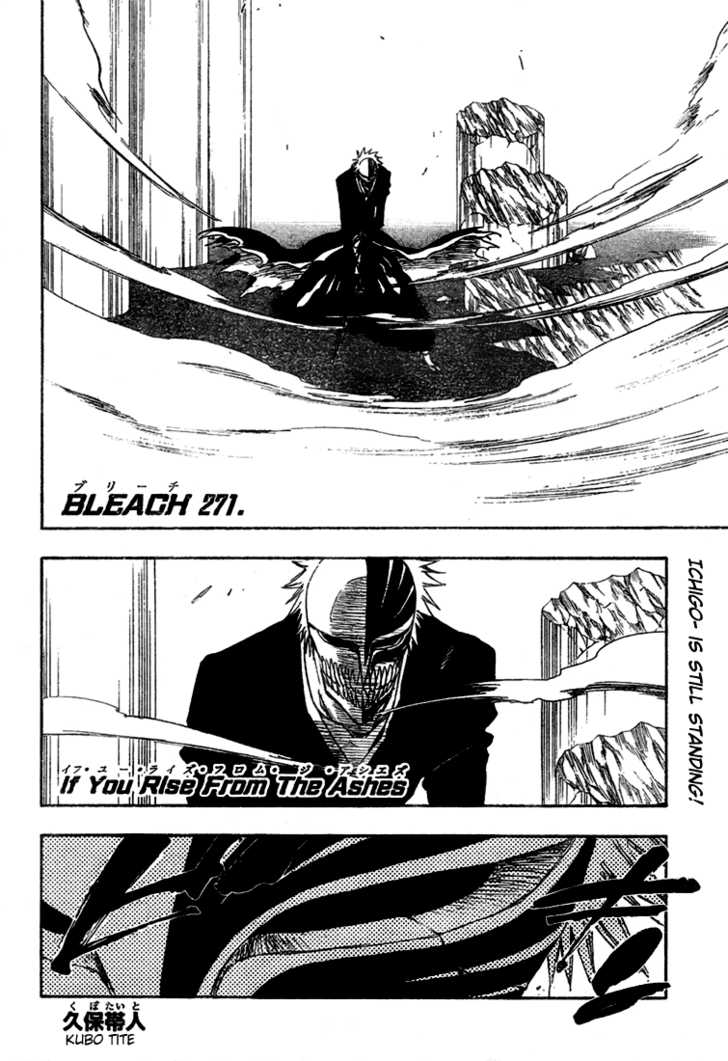 ブリーチ
BLEACH 271.
ICHIGO- IS STILL STANDING!
イフ・ユー・ライズ・フロム・ジ・アシェズ
If You Rise From The Ashes
くぼたいと
久保帯人
KUBO TITE